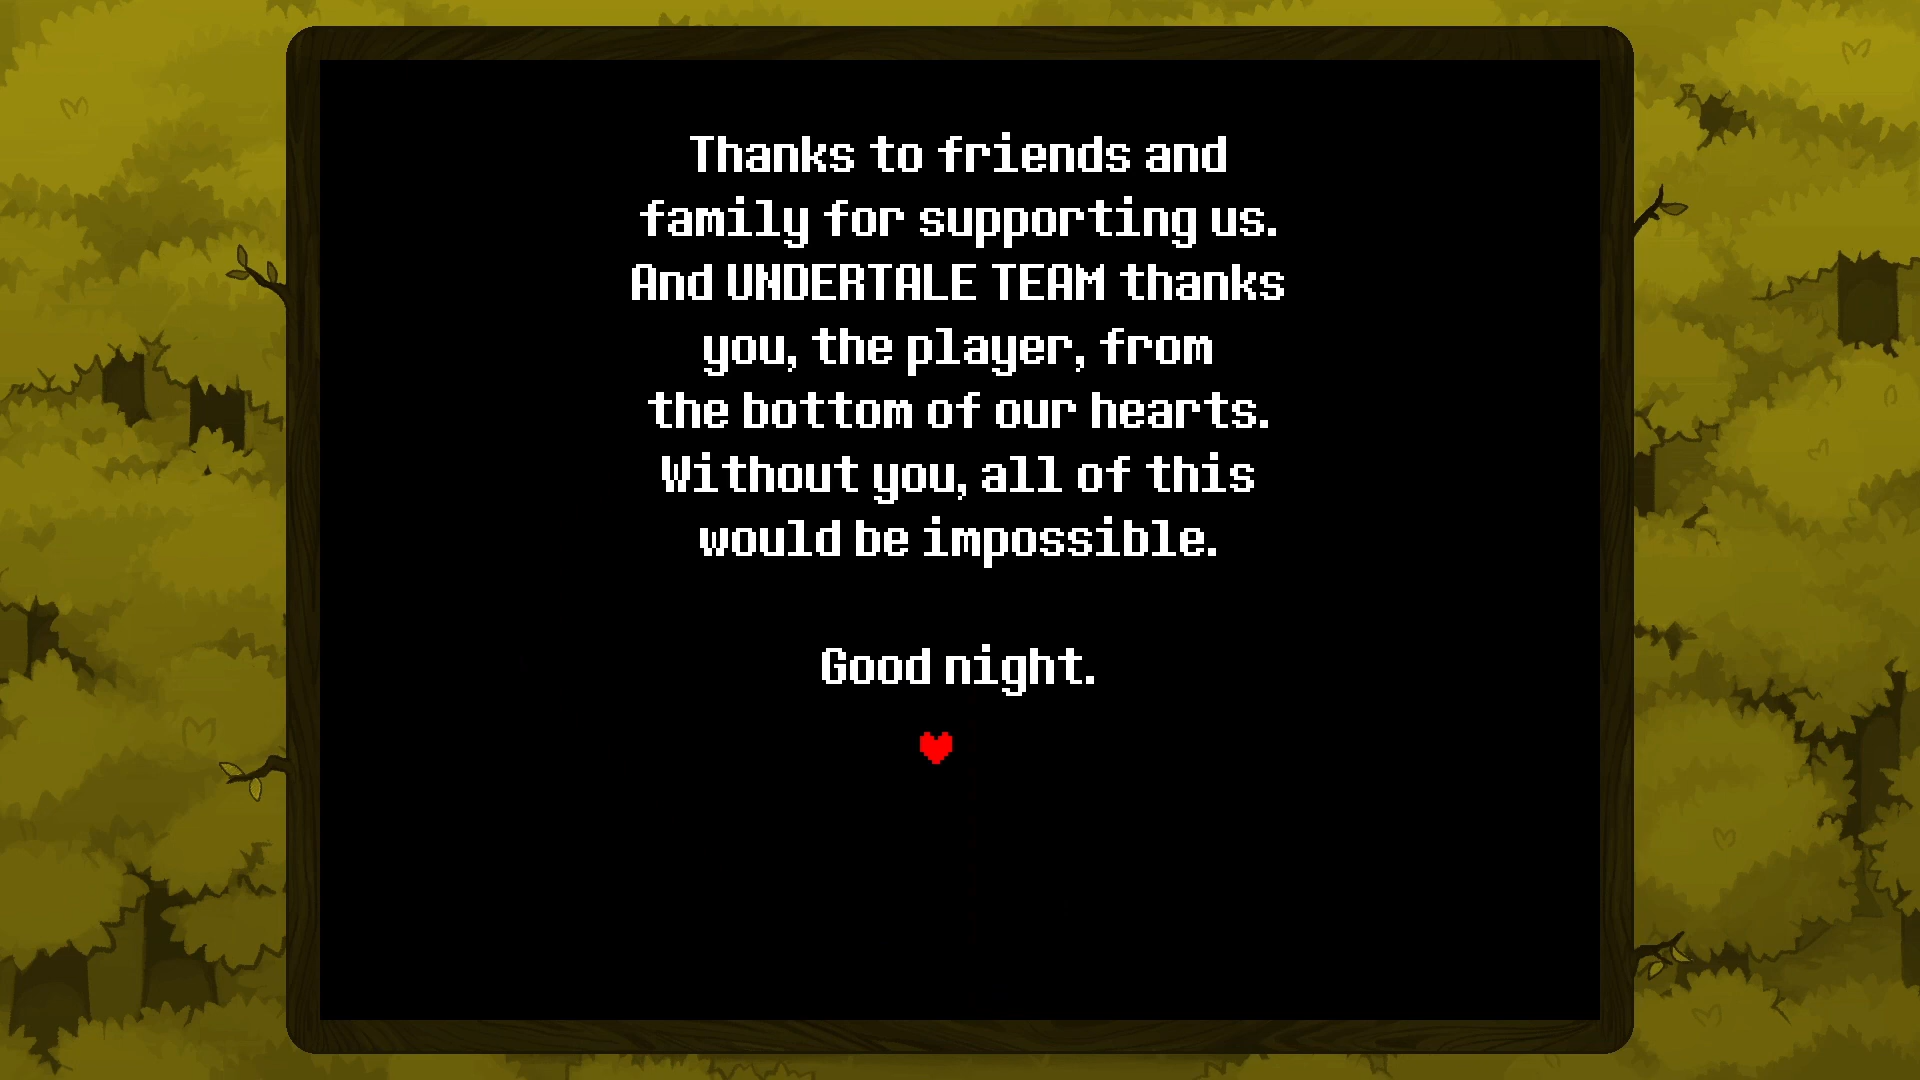 Thanks to friends and
family for supporting us.
And UNDERTALE TEAM thanks
you, the player, from
the bottom of our hearts.
Without you, all of this
would be impossible.
Good night.